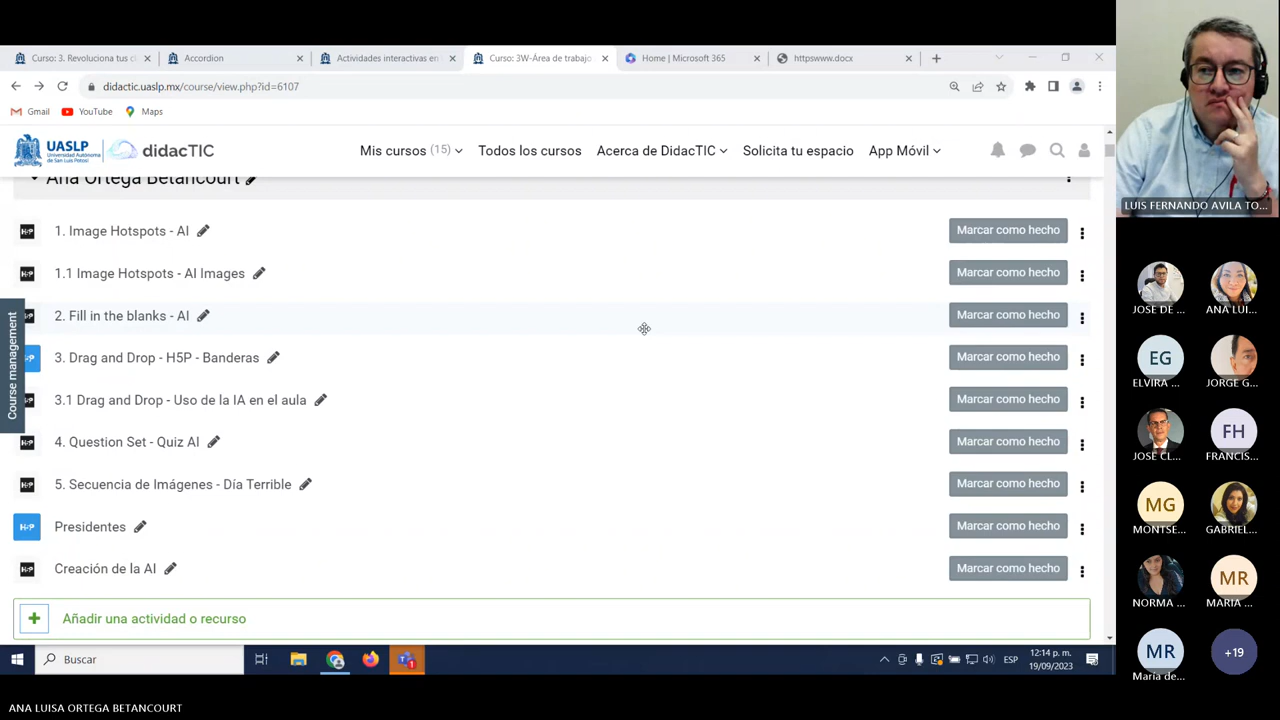 Curso: 3. Revoluciona tus cl
Accordion
Actividades interactivas en
Curso: 3W-Área de trabajo
Home | Microsoft 365
httpswww.docx
didactic.uaslp.mx/course/view.php?id=6107
Gmail
YouTube
Maps
UASLP
Universidad Autónoma
de San Luis Potosí
didacTIC
Mis cursos (15)
Todos los cursos
Acerca de DidacTIC
Solicita tu espacio
App Móvil
Ana Ortega Betancourt
1. Image Hotspots - AI
Marcar como hecho
1.1 Image Hotspots - AI Images
Marcar como hecho
2. Fill in the blanks - AI
Marcar como hecho
3. Drag and Drop - H5P - Banderas
Marcar como hecho
3.1 Drag and Drop - Uso de la IA en el aula
Marcar como hecho
4. Question Set - Quiz AI
Marcar como hecho
5. Secuencia de Imágenes - Día Terrible
Marcar como hecho
Presidentes
Marcar como hecho
Creación de la AI
Marcar como hecho
Añadir una actividad o recurso
Course management
Buscar
ESP
12:14 p. m.
19/09/2023
ANA LUISA ORTEGA BETANCOURT
LUIS FERNANDO AVILA TO...
JOSE DE ...
ANA LUI...
EG
ELVIRA ...
JORGE G...
JOSE CL...
FH
FRANCIS...
MG
MONTSE...
GABRIEL...
NORMA ...
MR
MARIA ...
MR
Maria de...
+19